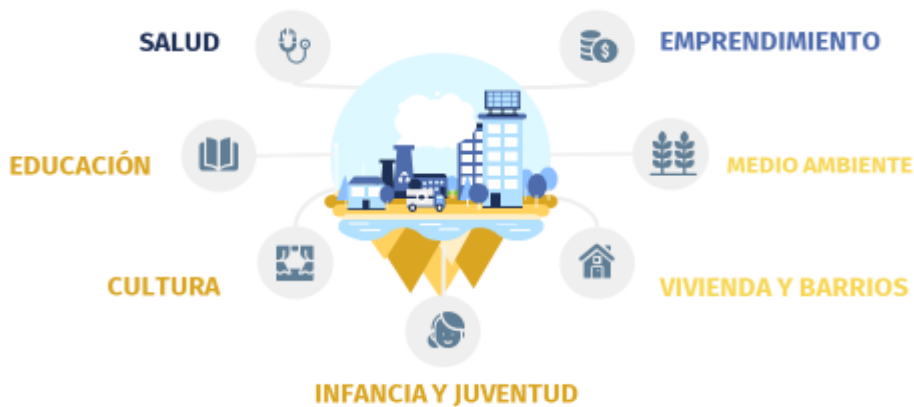 SALUD
EMPRENDIMIENTO
EDUCACIÓN
MEDIO AMBIENTE
CULTURA
VIVIENDA Y BARRIOS
INFANCIA Y JUVENTUD